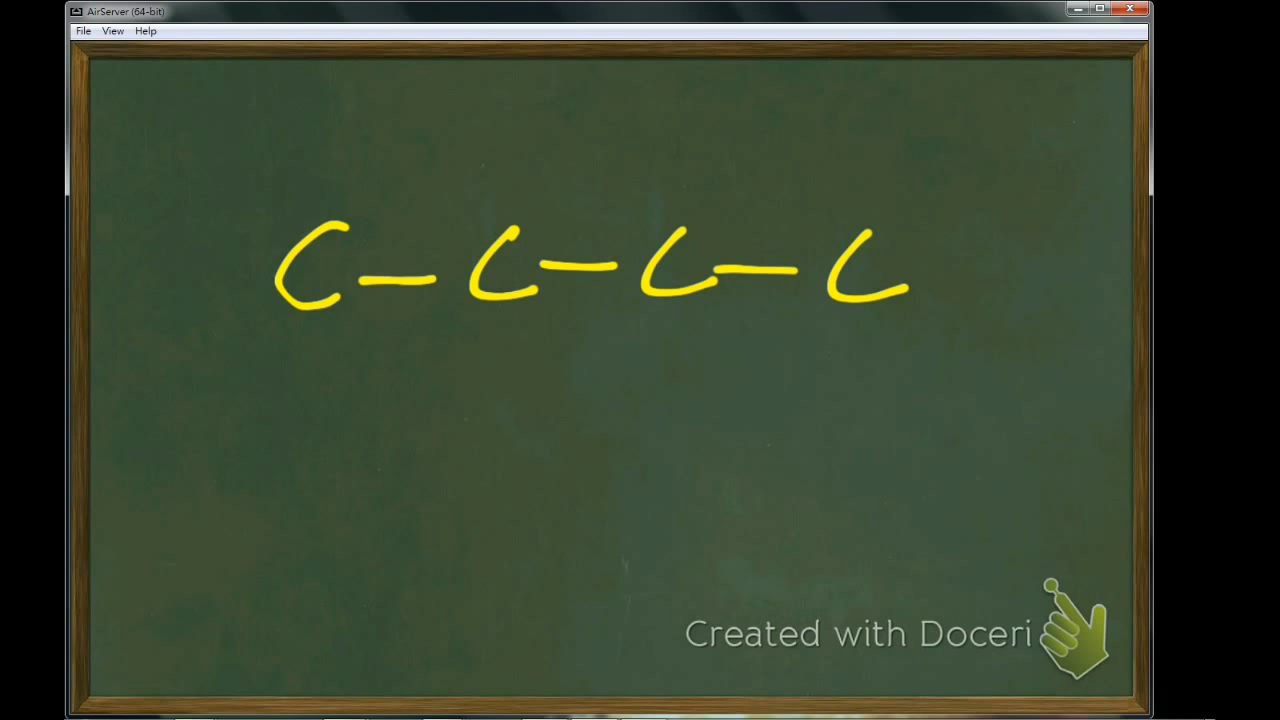 AirServer (64-bit)
File View Help
C - C - C - C
Created with Doceri